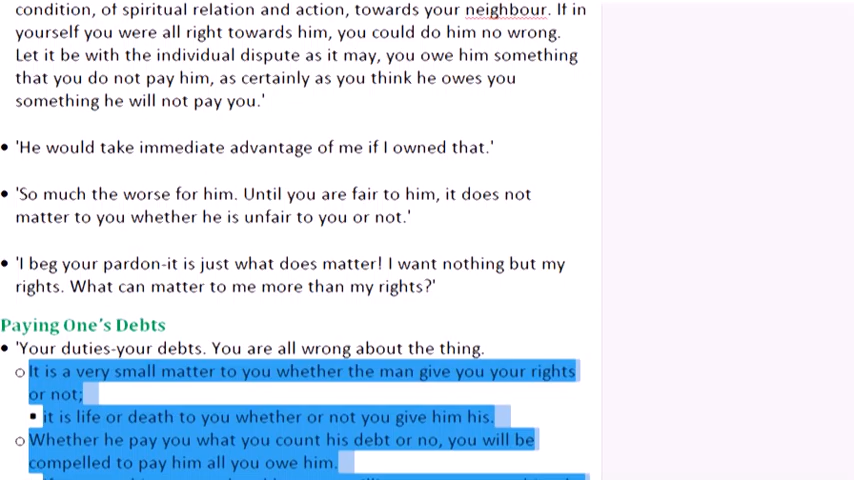 condition, of spiritual relation and action, towards your neighbour. If in
yourself you were all right towards him, you could do him no wrong.
Let it be with the individual dispute as it may, you owe him something
that you do not pay him, as certainly as you think he owes you
something he will not pay you.'
• 'He would take immediate advantage of me if I owned that.'
• 'So much the worse for him. Until you are fair to him, it does not
matter to you whether he is unfair to you or not.'
• 'I beg your pardon-it is just what does matter! I want nothing but my
rights. What can matter to me more than my rights?'
Paying One's Debts
• 'Your duties-your debts. You are all wrong about the thing.
○ It is a very small matter to you whether the man give you your rights
or not;
▪ it is life or death to you whether or not you give him his.
○ Whether he pay you what you count his debt or no, you will be
compelled to pay him all you owe him.